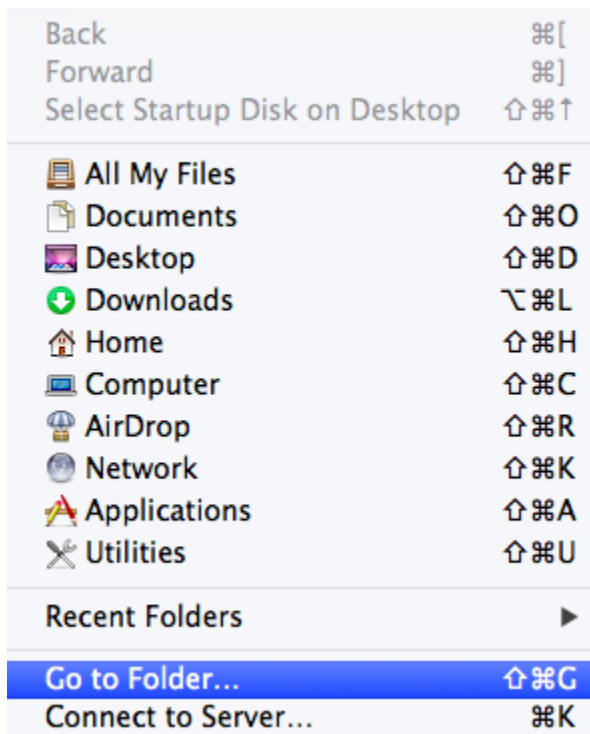 Back ⌘[
Forward ⌘]
Select Startup Disk on Desktop ⇧⌘↑
All My Files ⇧⌘F
Documents ⇧⌘O
Desktop ⇧⌘D
Downloads ⌥⌘L
Home ⇧⌘H
Computer ⇧⌘C
AirDrop ⇧⌘R
Network ⇧⌘K
Applications ⇧⌘A
Utilities ⇧⌘U
Recent Folders ▶
Go to Folder... ⇧⌘G
Connect to Server... ⌘K